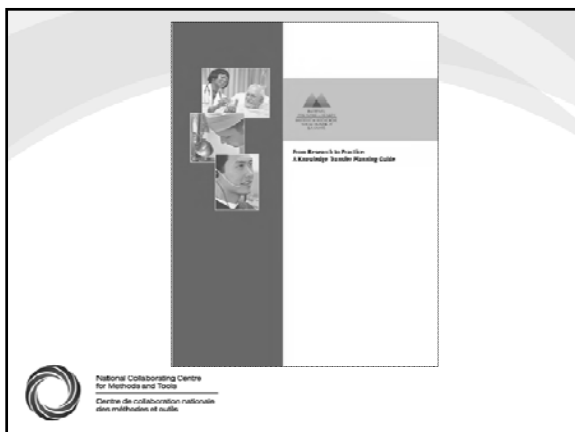 From Research to Practice:
A Knowledge Transfer Planning Guide
National Collaborating Centre
for Methods and Tools
Centre de collaboration nationale
des méthodes et outils